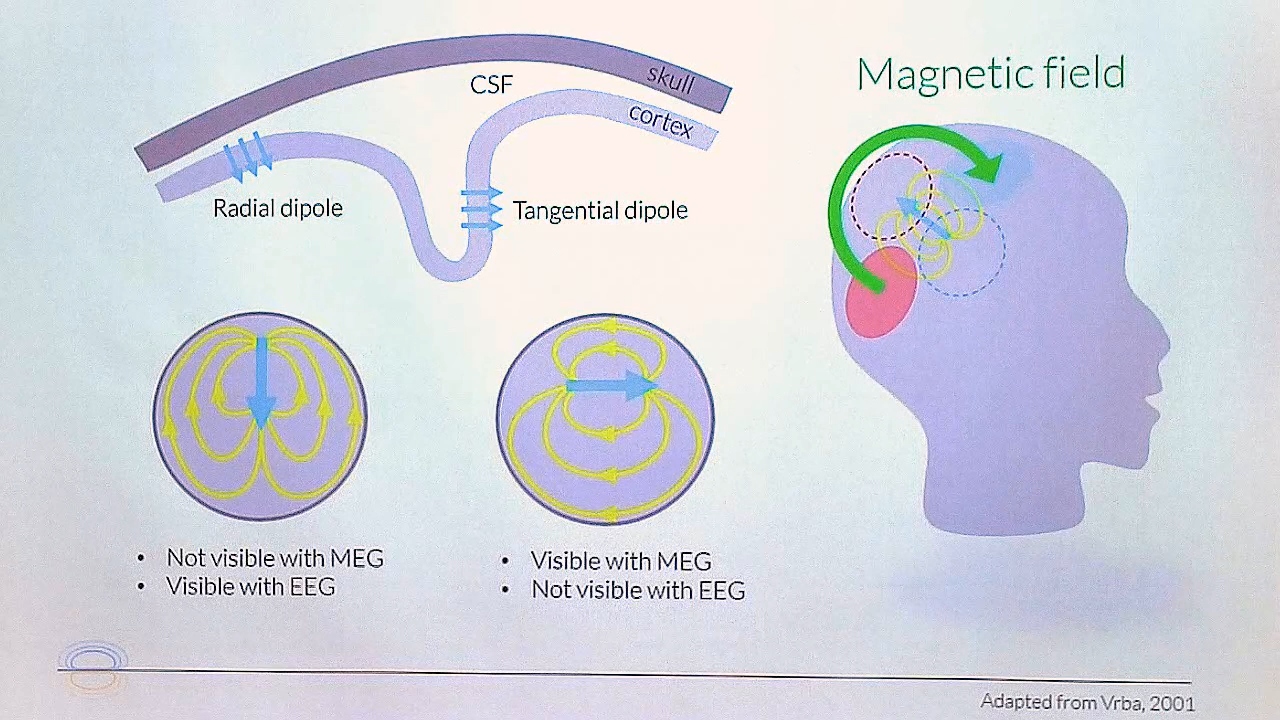 Magnetic field
skull
CSF
cortex
Radial dipole
Tangential dipole
• Not visible with MEG
• Visible with EEG
• Visible with MEG
• Not visible with EEG
Adapted from Vrba, 2001